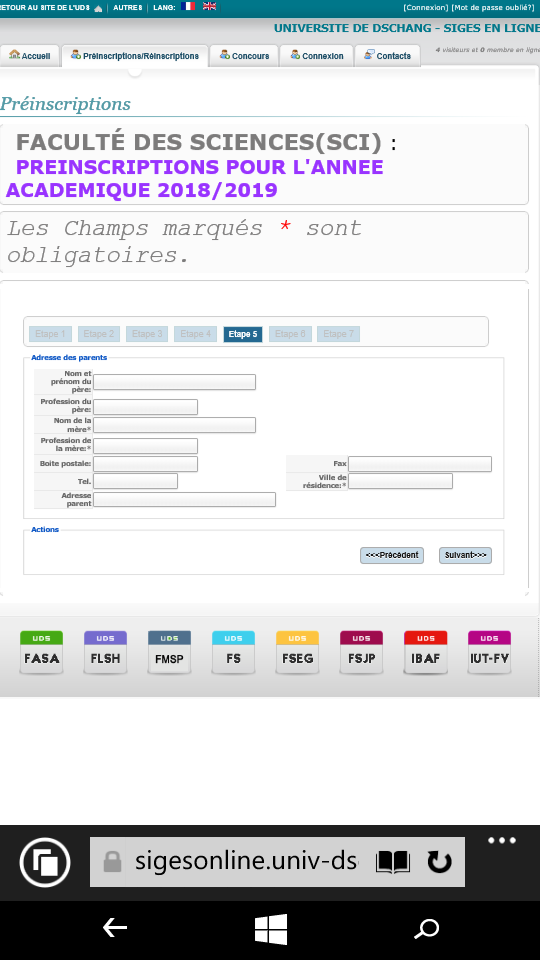 RETOUR AU SITE DE L'UDS | AUTRES | LANG: [Connexion] [Mot de passe oublié?]
UNIVERSITE DE DSCHANG - SIGES EN LIGNE
Accueil Préinscriptions/Réinscriptions Concours Connexion Contacts 4 visiteurs et 0 membre en ligne
Préinscriptions
FACULTÉ DES SCIENCES(SCI) :
PREINSCRIPTIONS POUR L'ANNEE
ACADEMIQUE 2018/2019
Les Champs marqués * sont
obligatoires.
Etape 1 Etape 2 Etape 3 Etape 4 Etape 5 Etape 6 Etape 7
Adresse des parents
Nom et
prénom du
père:
Profession du
père:
Nom de la
mère*
Profession de
la mère:*
Boite postale: Fax
Tel. Ville de
résidence:*
Adresse
parent
Actions
<<<Précédent Suivant>>>
UDS UDS UDS UDS UDS UDS UDS UDS
FASA FLSH FMSP FS FSEG FSJP IBAF IUT-FV
sigesonline.univ-ds